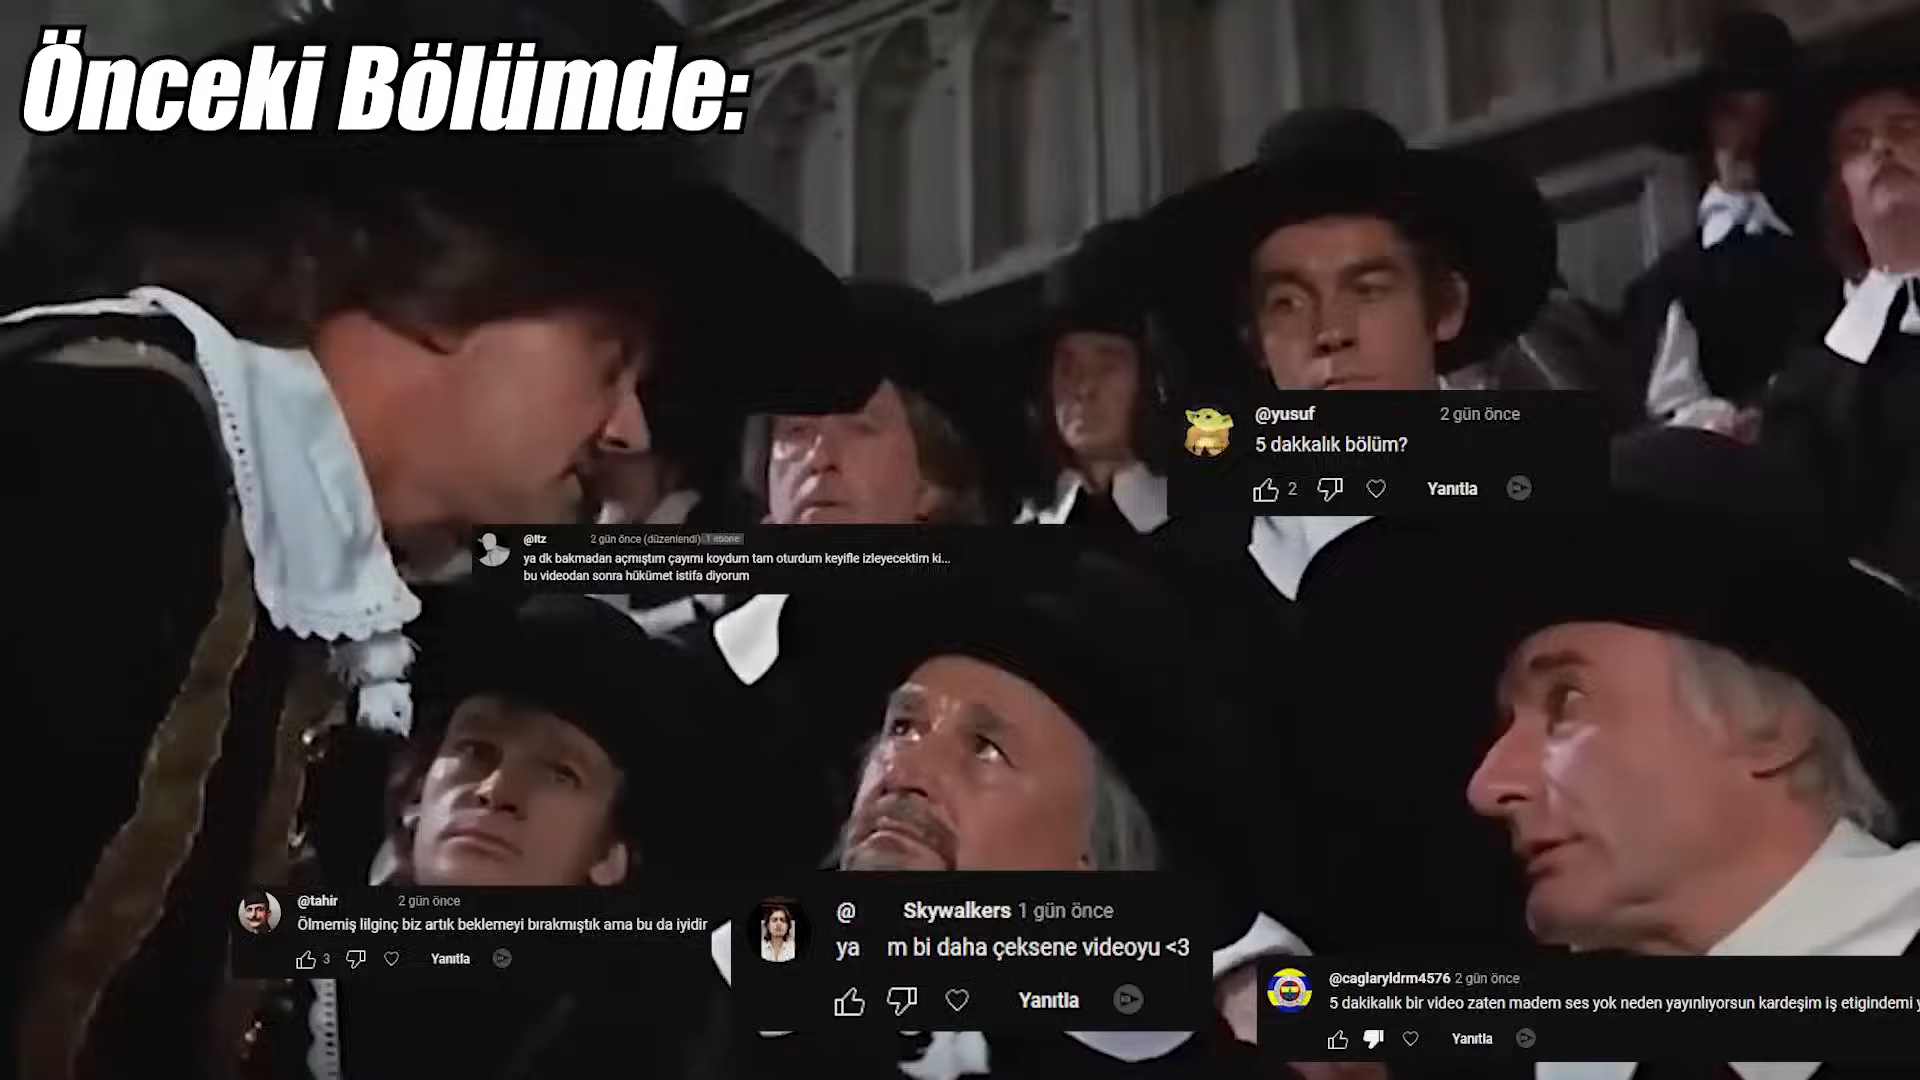 Önceki Bölümde:
@yusuf 2 gün önce
5 dakkalık bölüm?
2 Yanıtla
@Itz 2 gün önce (düzenlendi) 1 abone
ya dk bakmadan açmıştım çayımı koydum tam oturdum keyifle izleyecektim ki...
bu videodan sonra hükümet istifa diyorum
@tahir 2 gün önce
Ölmemiş lilginç biz artık beklemeyi bırakmıştık ama bu da iyidir
3 Yanıtla
@ Skywalkers 1 gün önce
ya m bi daha çeksene videoyu <3
Yanıtla
@caglaryldrm4576 2 gün önce
5 dakikalık bir video zaten madem ses yok neden yayınlıyorsun kardeşim iş etigindemi
Yanıtla